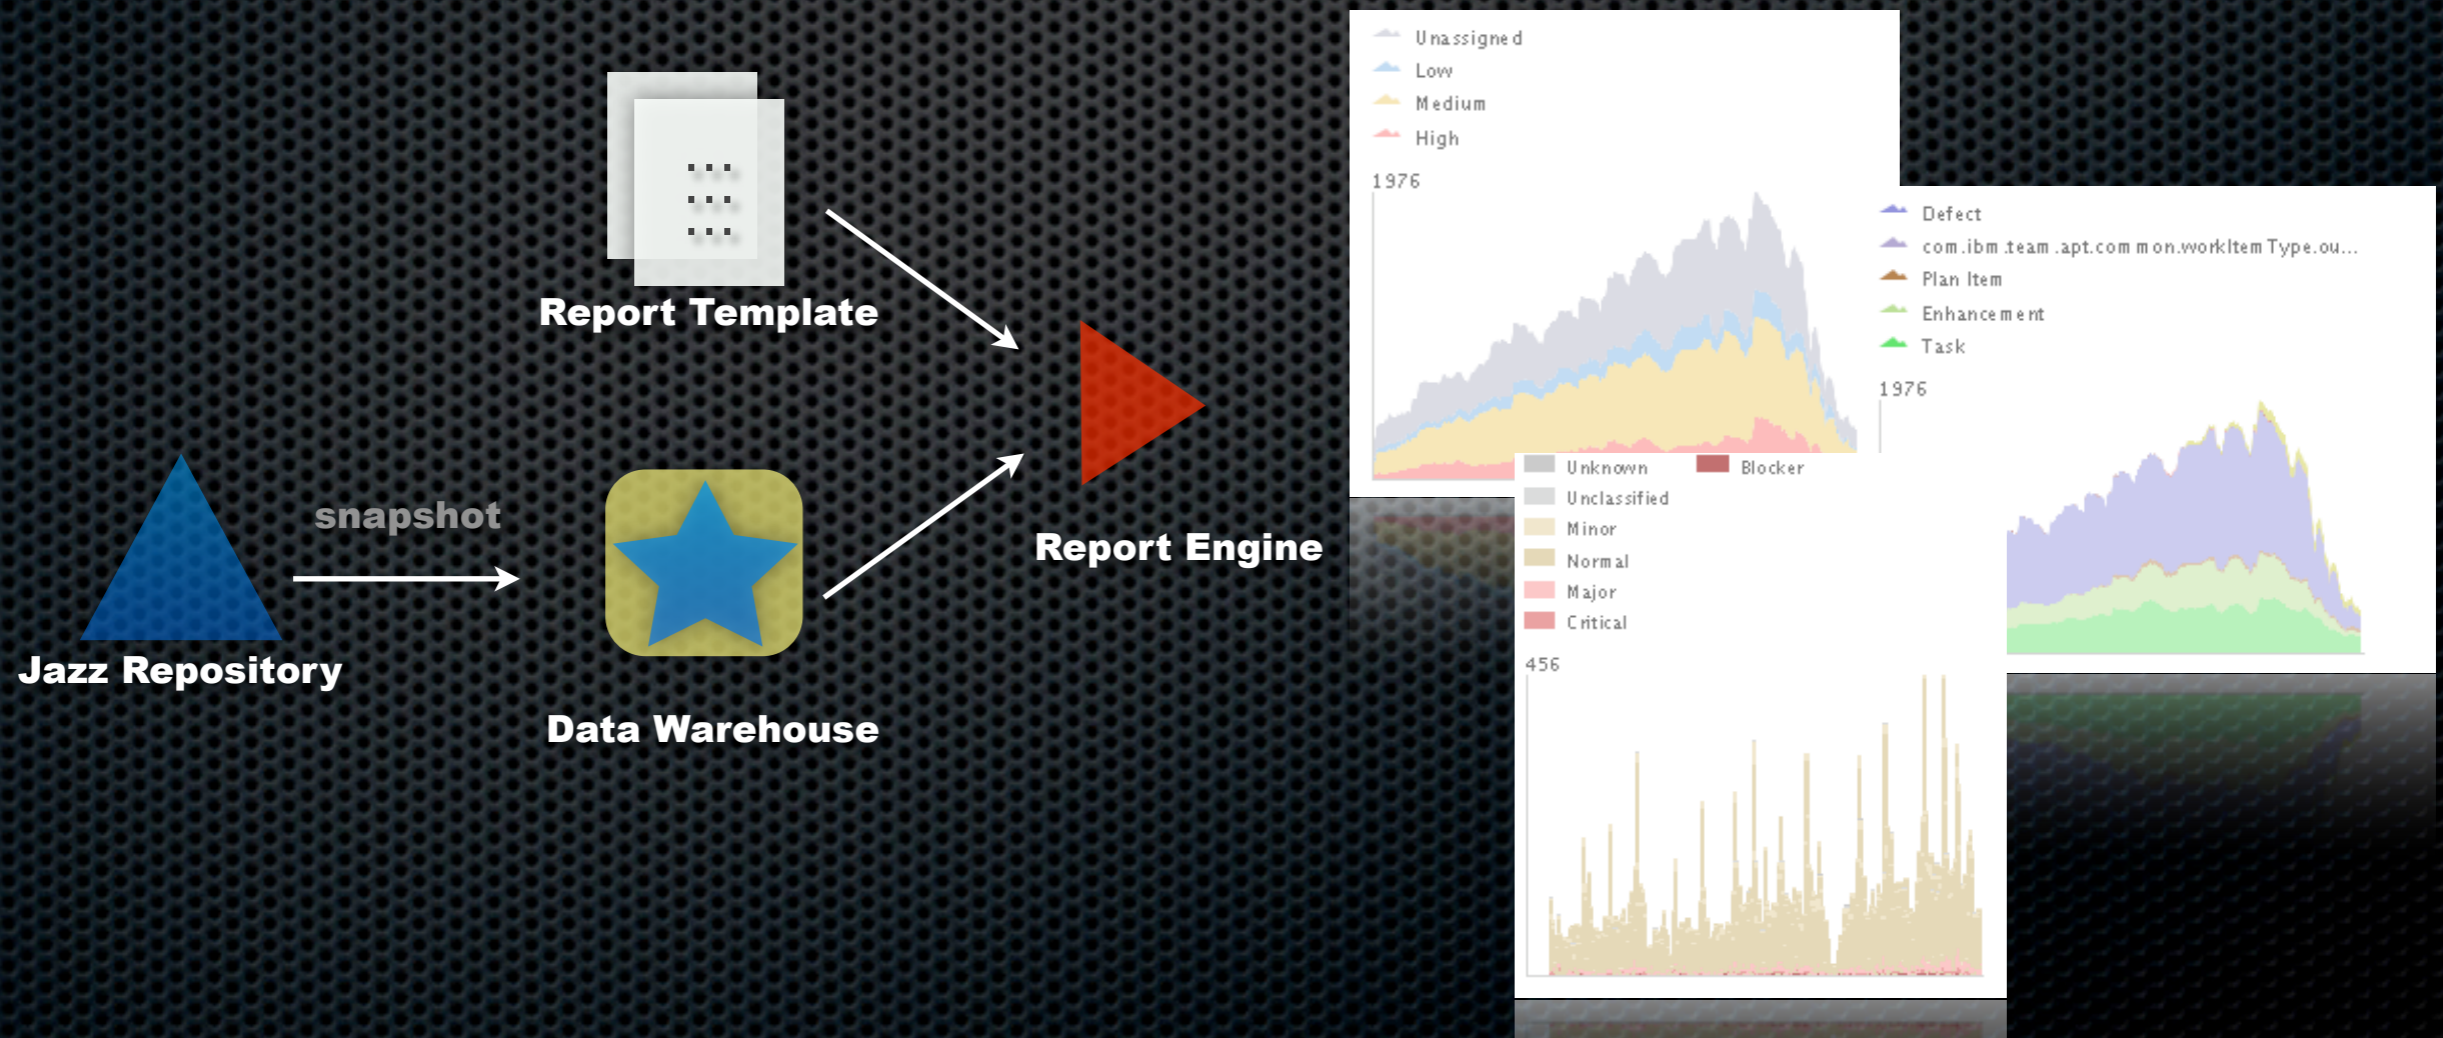 Report Template
snapshot
Jazz Repository
Data Warehouse
Report Engine
Unassigned
Low
Medium
High
1976
Defect
com.ibm.team.apt.common.workItemType.ou...
Plan Item
Enhancement
Task
1976
Unknown Blocker
Unclassified
Minor
Normal
Major
Critical
456